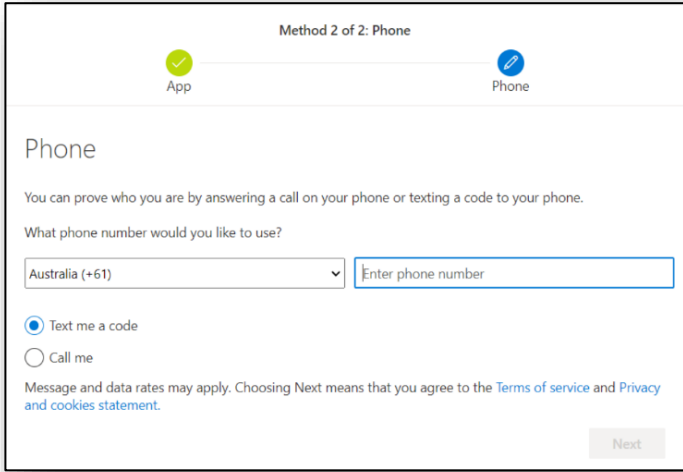 Method 2 of 2: Phone
App
Phone
Phone
You can prove who you are by answering a call on your phone or texting a code to your phone.
What phone number would you like to use?
Australia (+61)
Enter phone number
Text me a code
Call me
Message and data rates may apply. Choosing Next means that you agree to the Terms of service and Privacy
and cookies statement.
Next